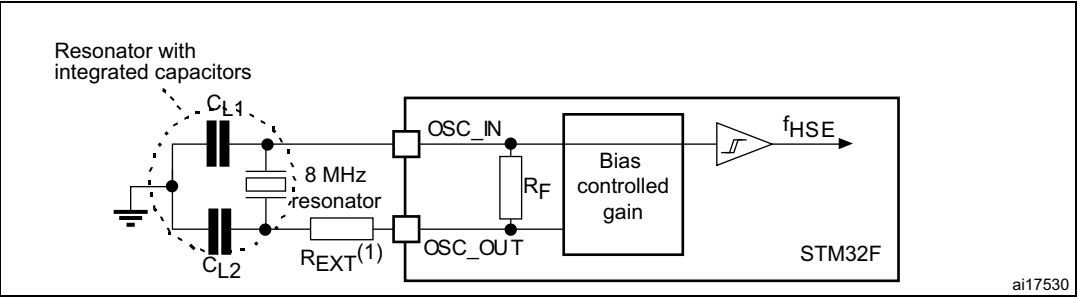 Resonator with
integrated capacitors
CL1
OSC_IN
fHSE
8 MHz
resonator
RF
Bias
controlled
gain
REXT(1)
OSC_OUT
STM32F
CL2
ai17530